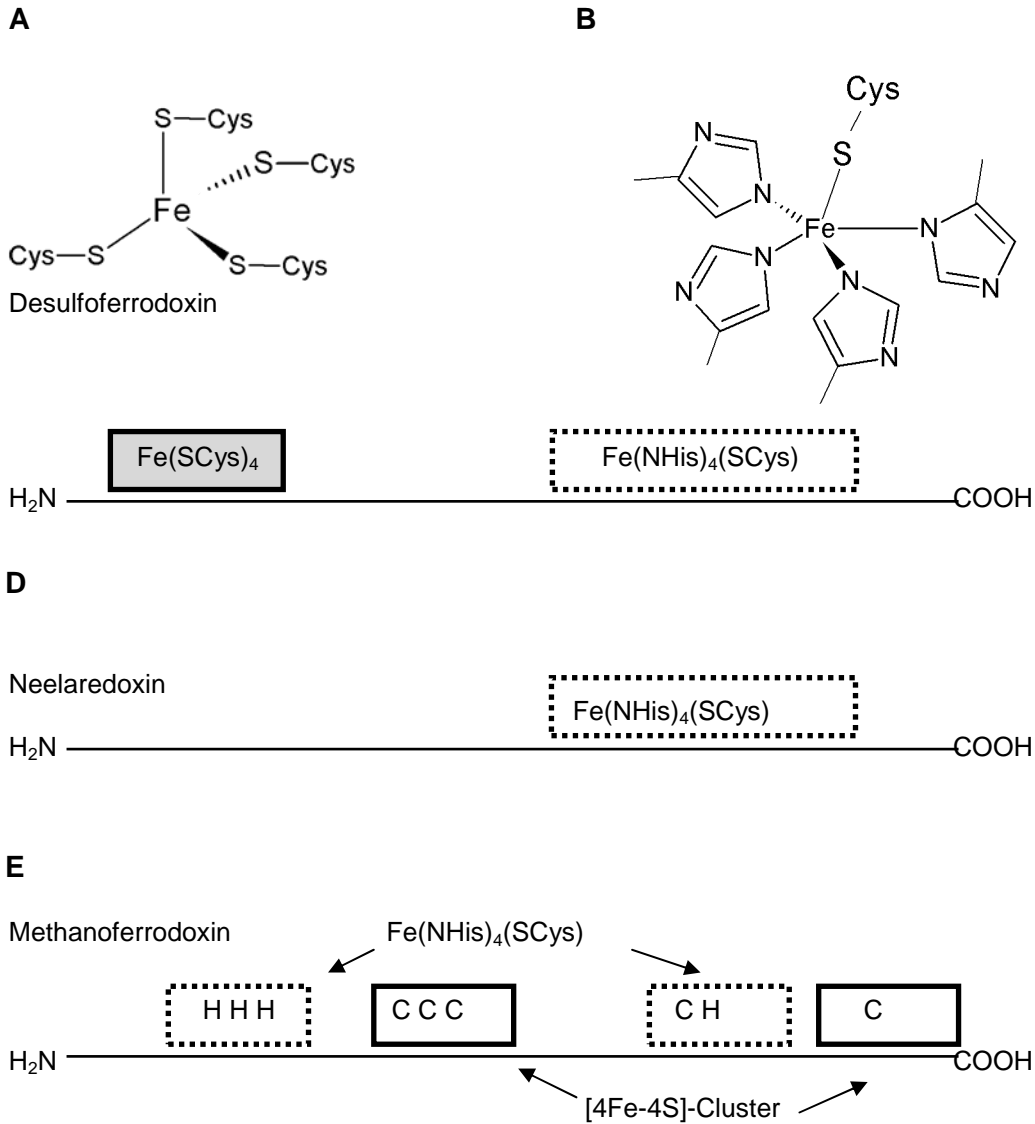 A
B
S—Cys
S—Cys
Fe
Cys—S
S—Cys
Desulfoferrodoxin
Cys
S
N
N
Fe
N
N
N
N
N
N
Fe(SCys)₄
Fe(NHis)₄(SCys)
H₂N
COOH
D
Neelaredoxin
Fe(NHis)₄(SCys)
H₂N
COOH
E
Methanoferrodoxin
Fe(NHis)₄(SCys)
H H H
C C C
C H
C
H₂N
COOH
[4Fe-4S]-Cluster